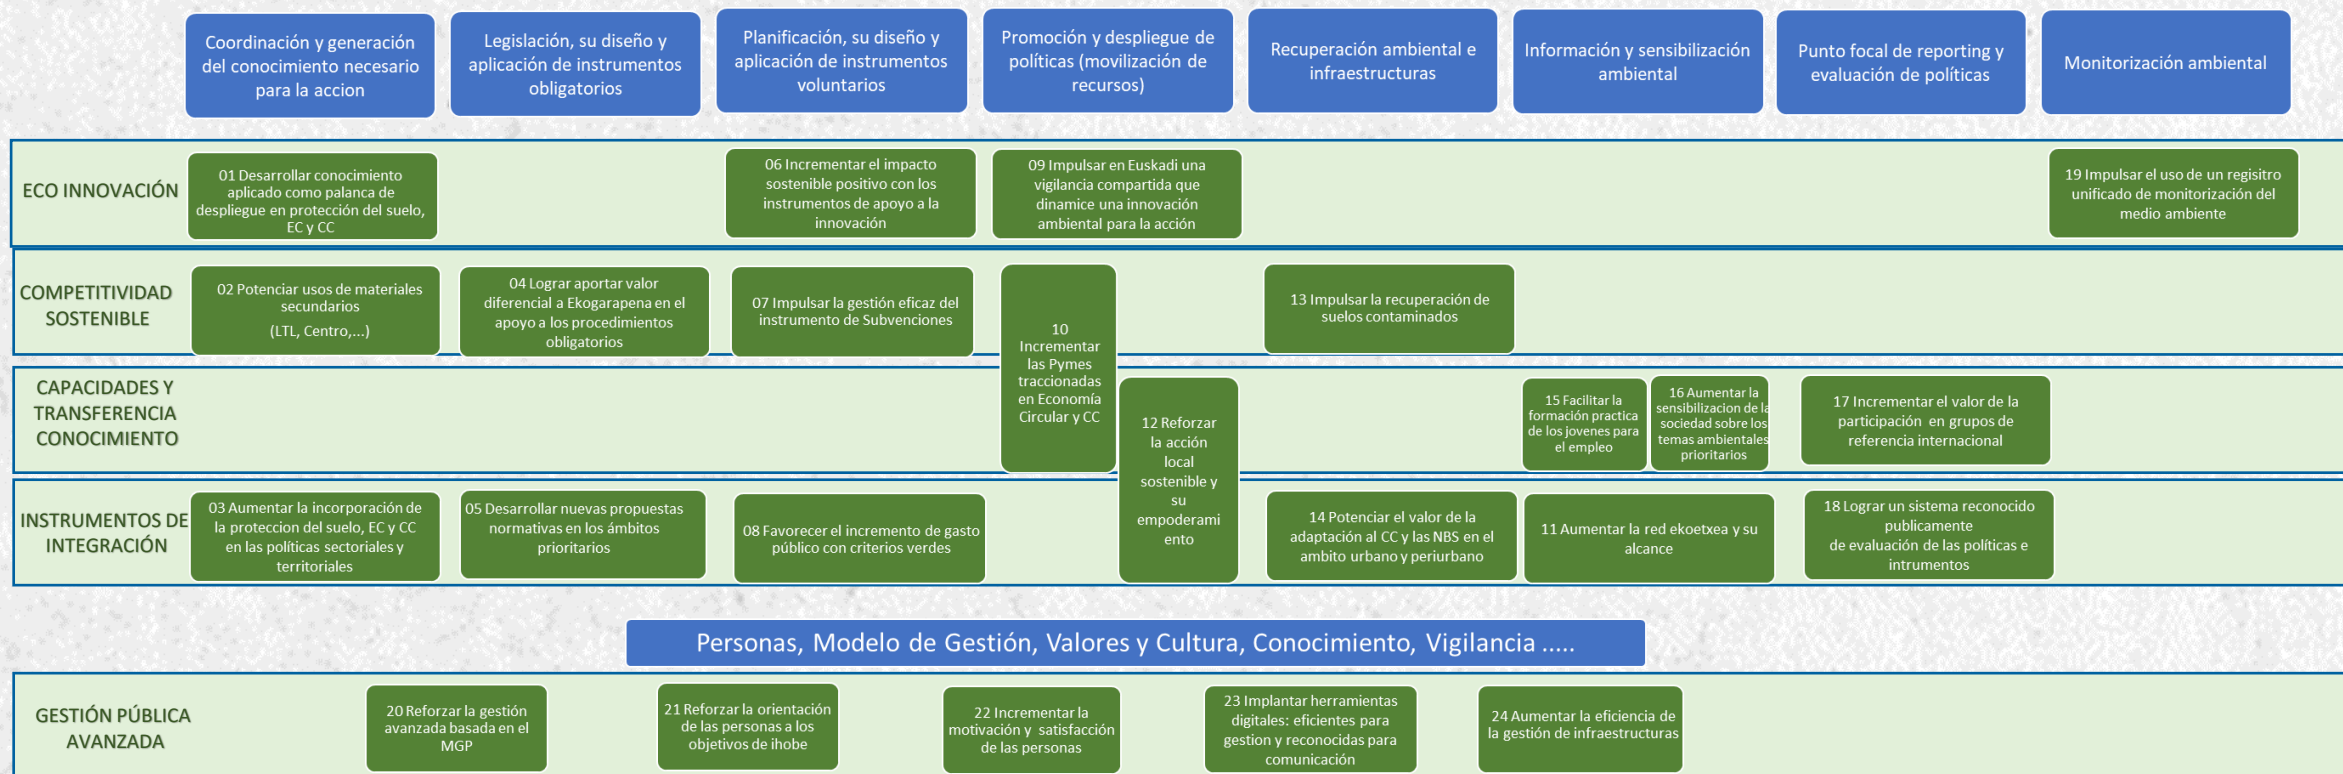 Coordinación y generación
del conocimiento necesario
para la accion
Legislación, su diseño y
aplicación de instrumentos
obligatorios
Planificación, su diseño y
aplicación de instrumentos
voluntarios
Promoción y despliegue de
políticas (movilización de
recursos)
Recuperación ambiental e
infraestructuras
Información y sensibilización
ambiental
Punto focal de reporting y
evaluación de políticas
Monitorización ambiental
ECO INNOVACIÓN
01 Desarrollar conocimiento
aplicado como palanca de
despliegue en protección del suelo,
EC y CC
06 Incrementar el impacto
sostenible positivo con los
instrumentos de apoyo a la
innovación
09 Impulsar en Euskadi una
vigilancia compartida que
dinamice una innovación
ambiental para la acción
19 Impulsar el uso de un regisitro
unificado de monitorización del
medio ambiente
COMPETITIVIDAD
SOSTENIBLE
02 Potenciar usos de materiales
secundarios
(LTL, Centro,...)
04 Lograr aportar valor
diferencial a Ekogarapena en el
apoyo a los procedimientos
obligatorios
07 Impulsar la gestión eficaz del
instrumento de Subvenciones
10
Incrementar
las Pymes
traccionadas
en Economía
Circular y CC
13 Impulsar la recuperación de
suelos contaminados
CAPACIDADES Y
TRANSFERENCIA
CONOCIMIENTO
12 Reforzar
la acción
local
sostenible y
su
empoderami
ento
15 Facilitar la
formación practica
de los jovenes para
el empleo
16 Aumentar la
sensibilizacion de la
sociedad sobre los
temas ambientales
prioritarios
17 Incrementar el valor de la
participación en grupos de
referencia internacional
INSTRUMENTOS DE
INTEGRACIÓN
03 Aumentar la incorporación de
la proteccion del suelo, EC y CC
en las políticas sectoriales y
territoriales
05 Desarrollar nuevas propuestas
normativas en los ámbitos
prioritarios
08 Favorecer el incremento de gasto
público con criterios verdes
14 Potenciar el valor de la
adaptación al CC y las NBS en el
ambito urbano y periurbano
11 Aumentar la red ekoetxea y su
alcance
18 Lograr un sistema reconocido
publicamente
de evaluación de las políticas e
intrumentos
Personas, Modelo de Gestión, Valores y Cultura, Conocimiento, Vigilancia .....
GESTIÓN PÚBLICA
AVANZADA
20 Reforzar la gestión
avanzada basada en el
MGP
21 Reforzar la orientación
de las personas a los
objetivos de ihobe
22 Incrementar la
motivación y satisfacción
de las personas
23 Implantar herramientas
digitales: eficientes para
gestion y reconocidas para
comunicación
24 Aumentar la eficiencia de
la gestión de infraestructuras